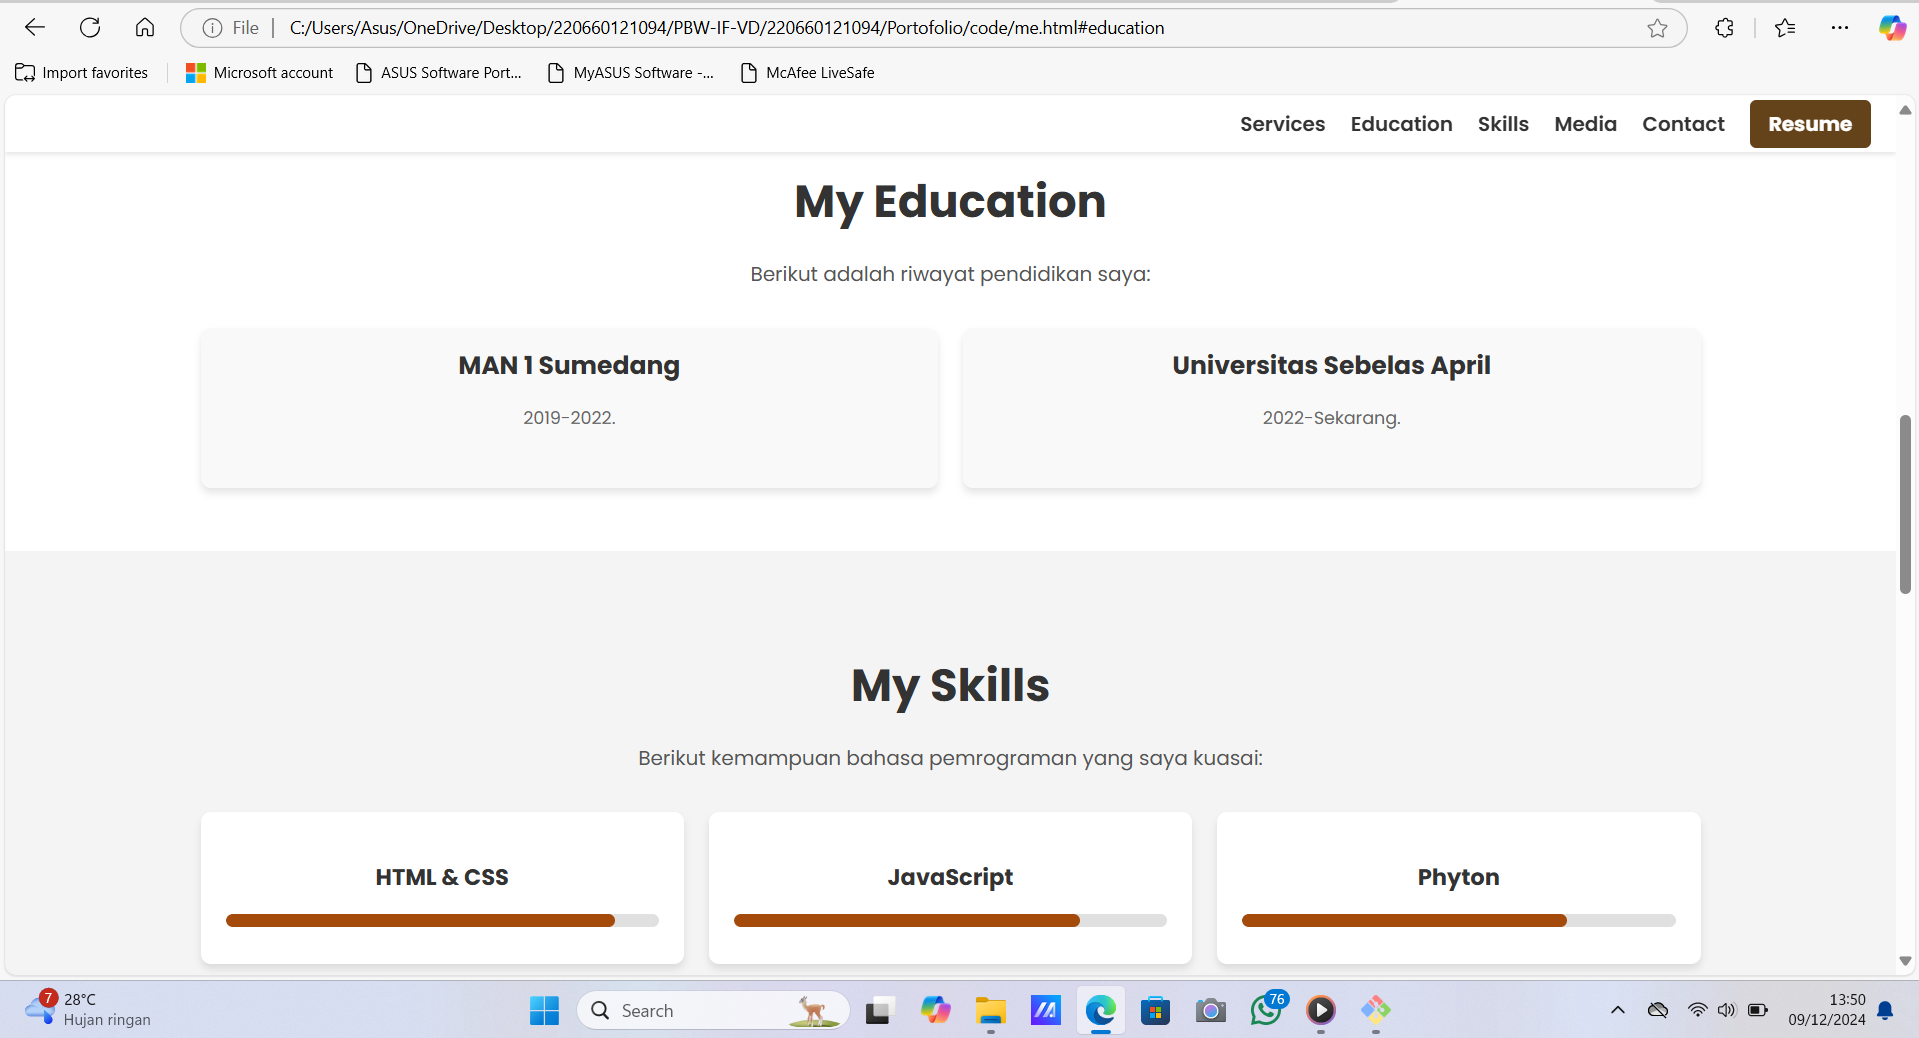 File
C:/Users/Asus/OneDrive/Desktop/220660121094/PBW-IF-VD/220660121094/Portofolio/code/me.html#education
Import favorites
Microsoft account
ASUS Software Port...
MyASUS Software -...
McAfee LiveSafe
Services Education Skills Media Contact Resume
My Education
Berikut adalah riwayat pendidikan saya:
MAN 1 Sumedang
2019-2022.
Universitas Sebelas April
2022-Sekarang.
My Skills
Berikut kemampuan bahasa pemrograman yang saya kuasai:
HTML & CSS
JavaScript
Phyton
7
28°C
Hujan ringan
Search
76
13:50
09/12/2024